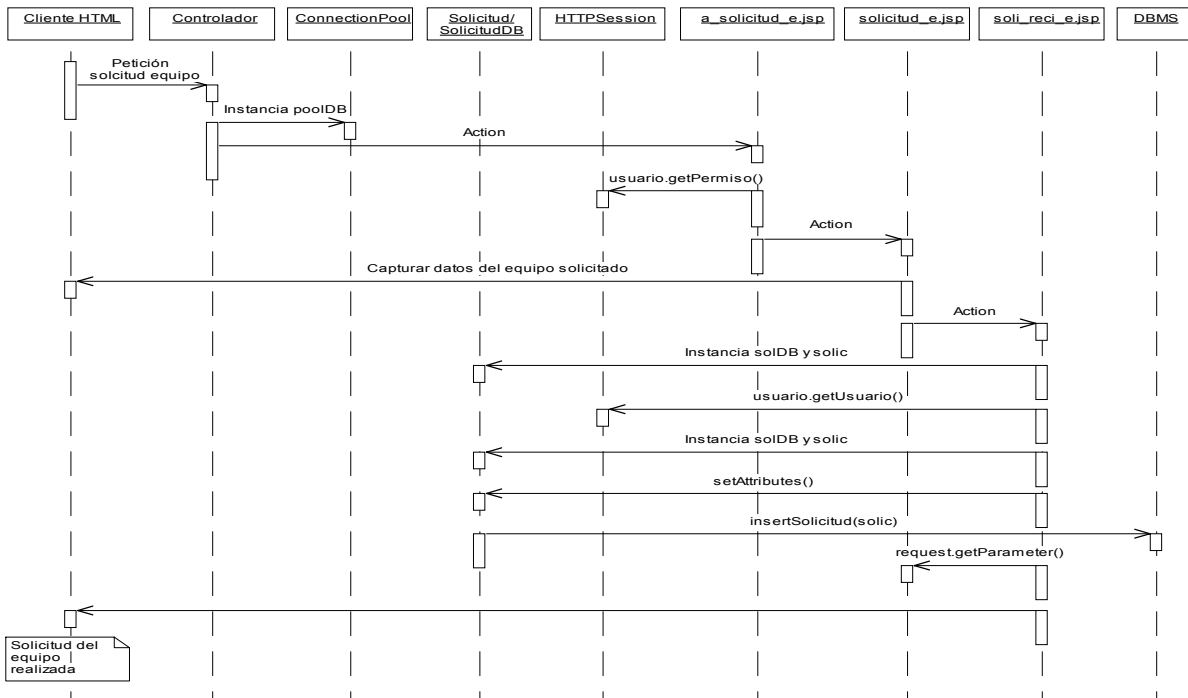 Cliente HTML
Controlador
ConnectionPool
Solicitud/
SolicitudDB
HTTPSession
a_solicitud_e.jsp
solicitud_e.jsp
soli_reci_e.jsp
DBMS
Petición
solcitud equipo
Instancia poolDB
Action
usuario.getPermiso()
Action
Capturar datos del equipo solicitado
Action
Instancia solDB y solic
usuario.getUsuario()
Instancia solDB y solic
setAttributes()
insertSolicitud(solic)
request.getParameter()
Solicitud del
equipo
realizada